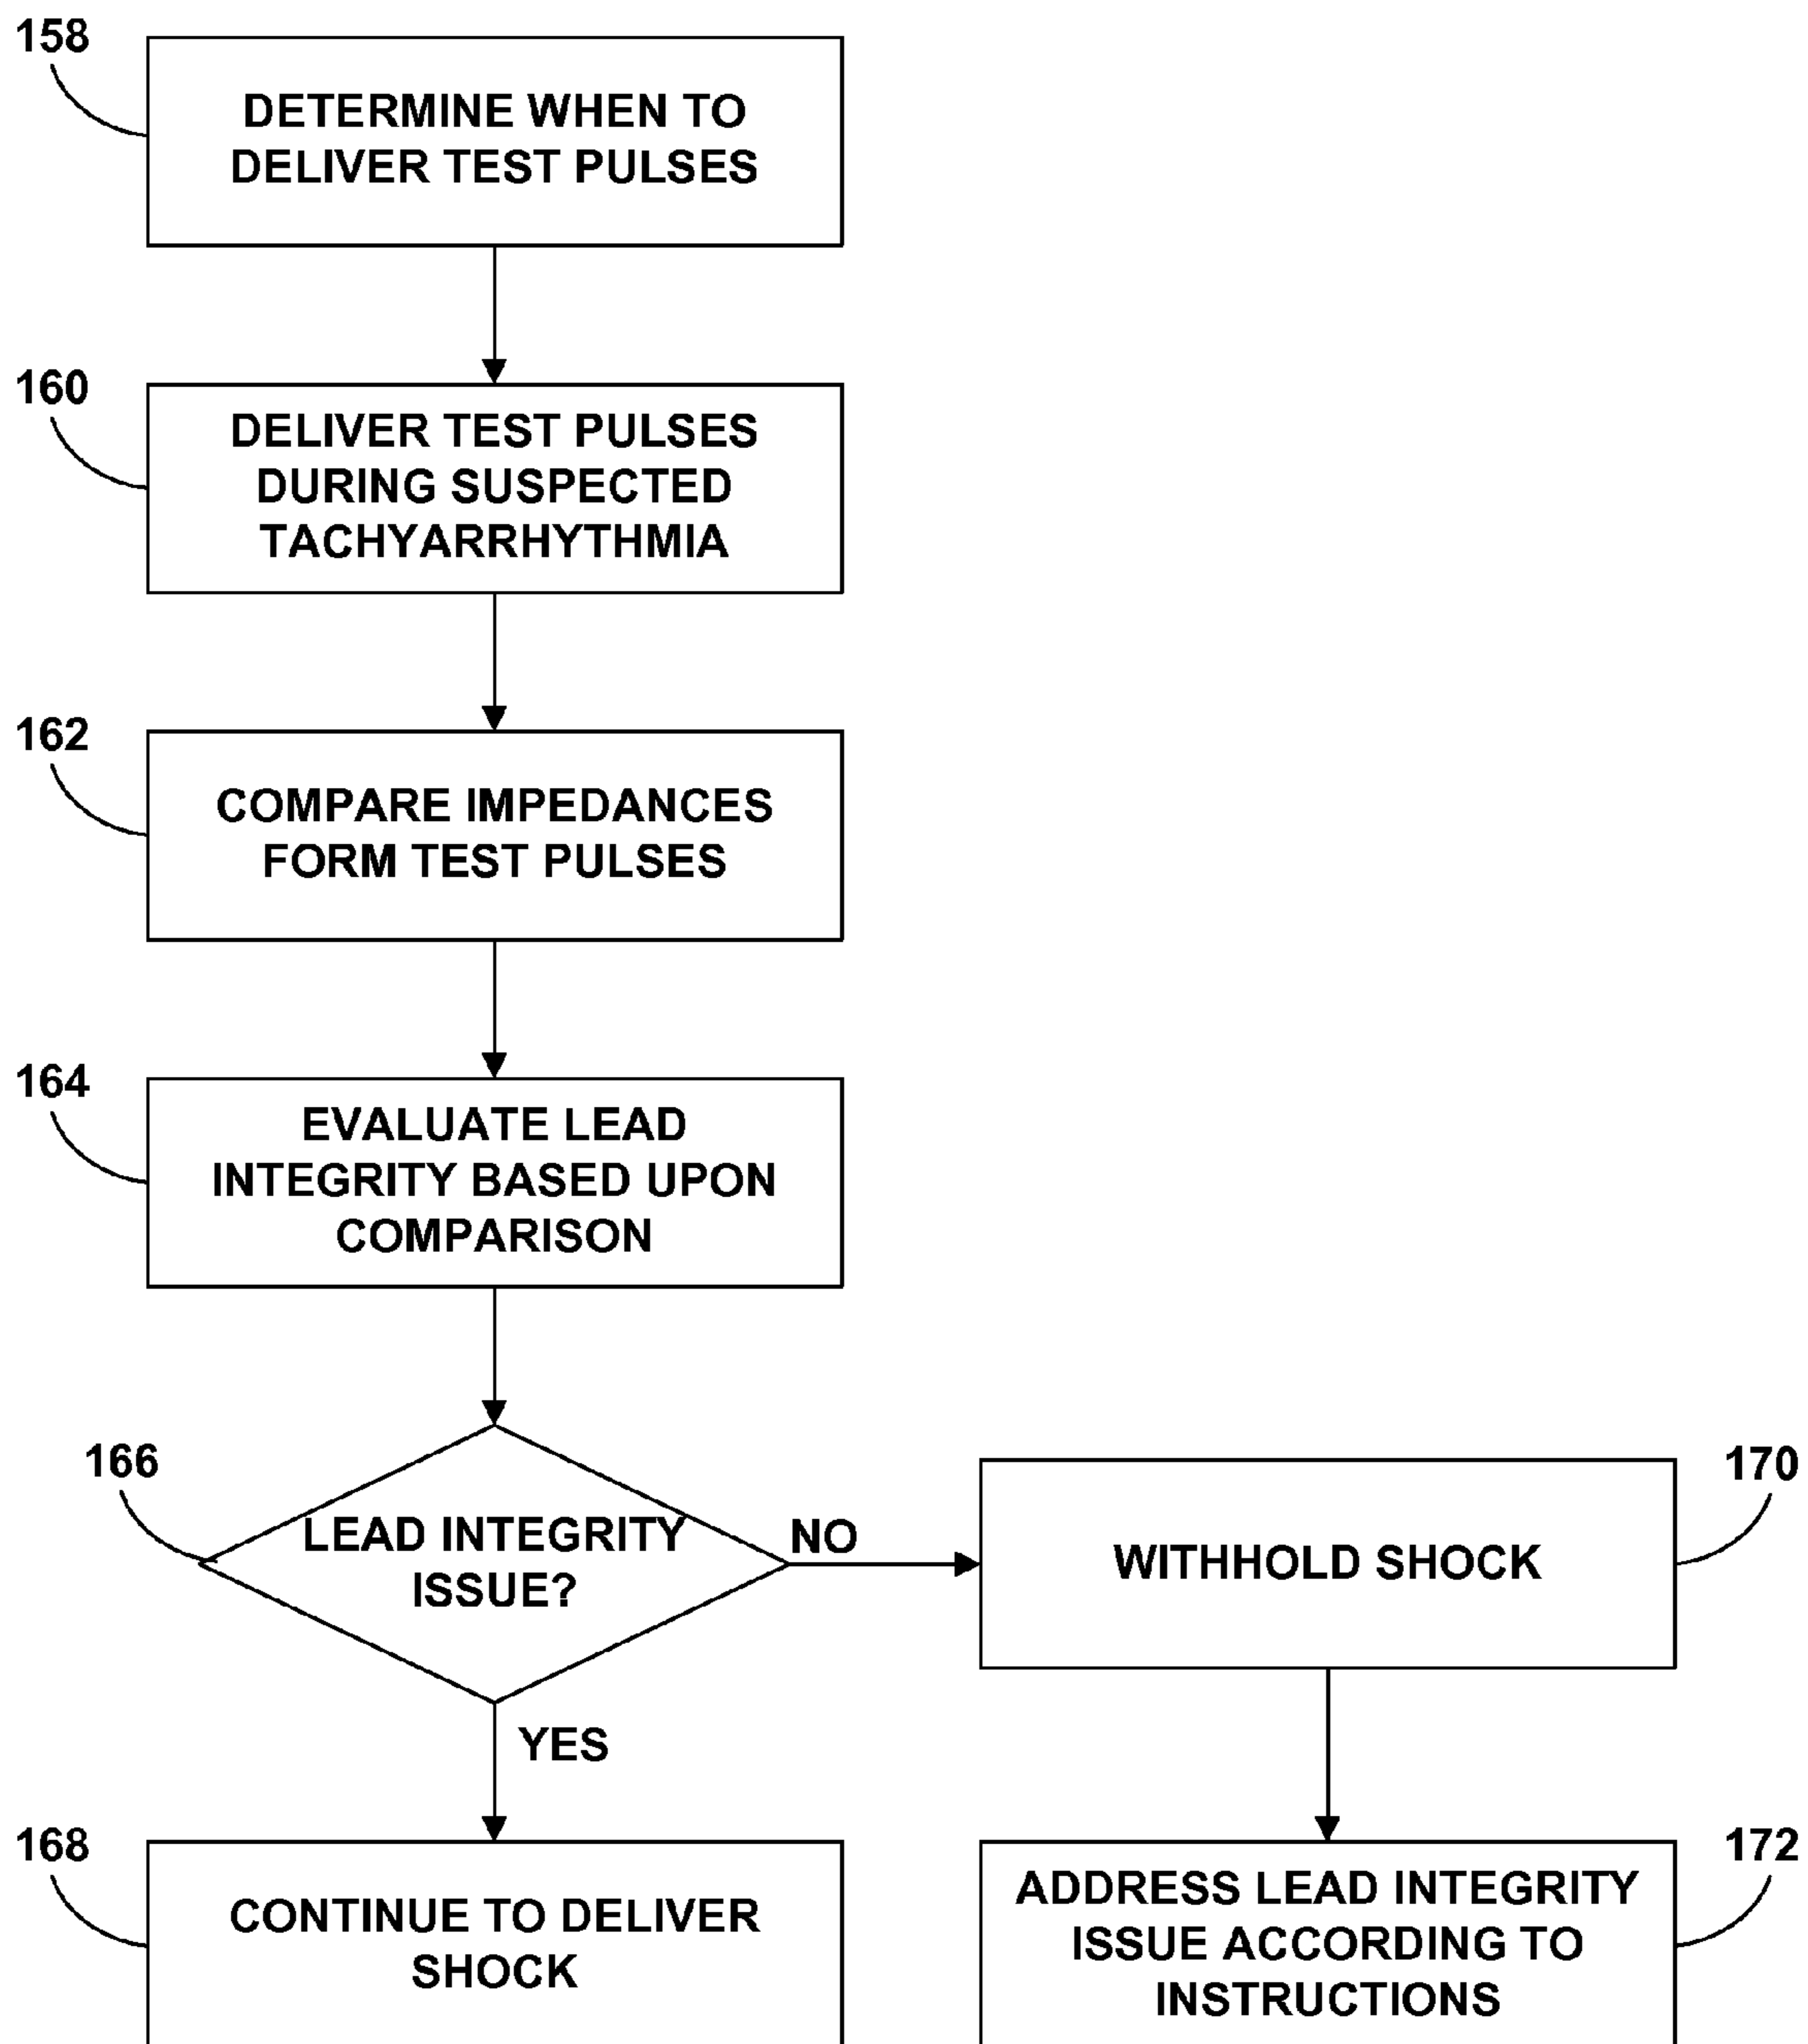 158
DETERMINE WHEN TO
DELIVER TEST PULSES
160
DELIVER TEST PULSES
DURING SUSPECTED
TACHYARRHYTHMIA
162
COMPARE IMPEDANCES
FORM TEST PULSES
164
EVALUATE LEAD
INTEGRITY BASED UPON
COMPARISON
166
LEAD INTEGRITY
ISSUE?
NO
170
WITHHOLD SHOCK
YES
168
CONTINUE TO DELIVER
SHOCK
172
ADDRESS LEAD INTEGRITY
ISSUE ACCORDING TO
INSTRUCTIONS